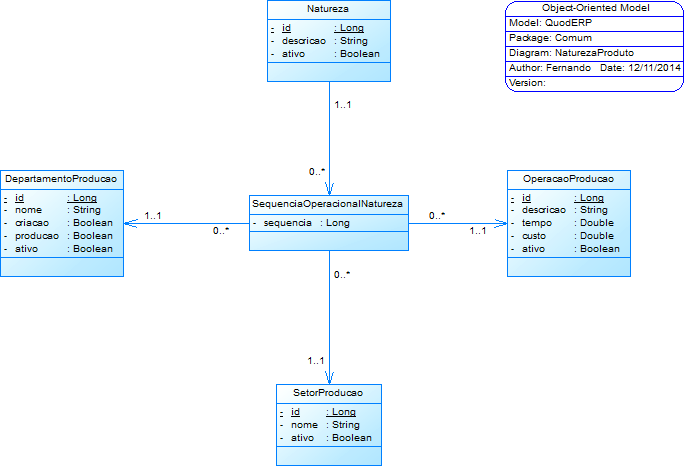 Natureza
- id : Long
- descricao : String
- ativo : Boolean
Object-Oriented Model
Model: QuodERP
Package: Comum
Diagram: NaturezaProduto
Author: Fernando Date: 12/11/2014
Version:
1..1
0..*
DepartamentoProducao
- id : Long
- nome : String
- criacao : Boolean
- producao : Boolean
- ativo : Boolean
1..1
0..*
SequenciaOperacionalNatureza
- sequencia : Long
0..*
1..1
OperacaoProducao
- id : Long
- descricao : String
- tempo : Double
- custo : Double
- ativo : Boolean
0..*
1..1
SetorProducao
- id : Long
- nome : String
- ativo : Boolean